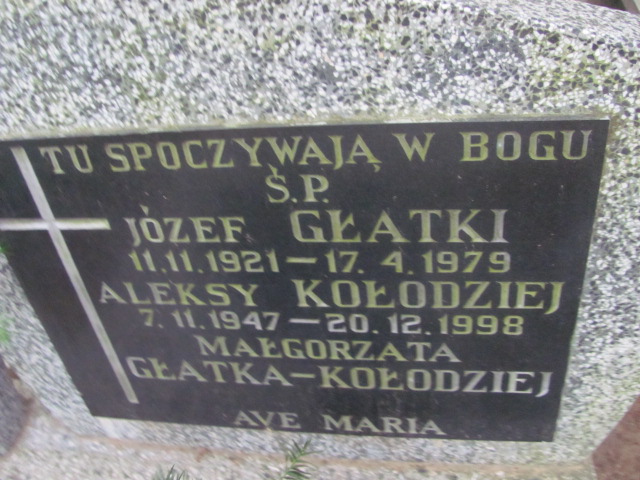 TU SPOCZYWAJĄ W BOGU
Ś.P.
JÓZEF GŁATKI
11.11.1921 – 17.4.1979
ALEKSY KOŁODZIEJ
7.11.1947 – 20.12.1998
MAŁGORZATA
GŁATKA–KOŁODZIEJ
AVE MARIA